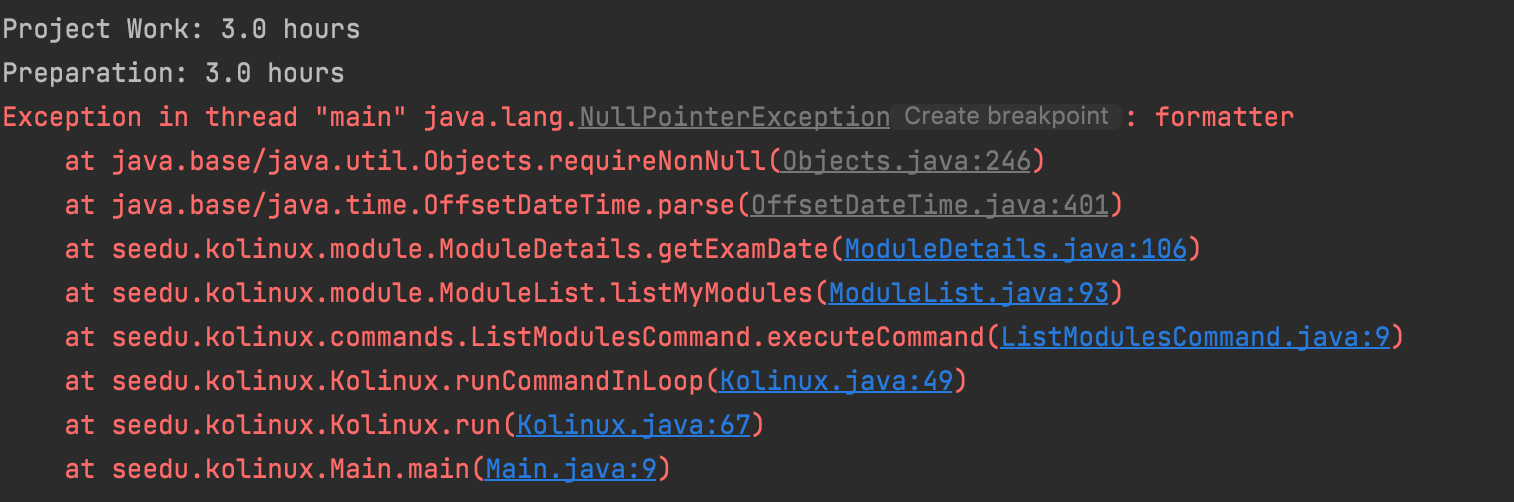 Project Work: 3.0 hours
Preparation: 3.0 hours
Exception in thread "main" java.lang.NullPointerException Create breakpoint : formatter
    at java.base/java.util.Objects.requireNonNull(Objects.java:246)
    at java.base/java.time.OffsetDateTime.parse(OffsetDateTime.java:401)
    at seedu.kolinux.module.ModuleDetails.getExamDate(ModuleDetails.java:106)
    at seedu.kolinux.module.ModuleList.listMyModules(ModuleList.java:93)
    at seedu.kolinux.commands.ListModulesCommand.executeCommand(ListModulesCommand.java:9)
    at seedu.kolinux.Kolinux.runCommandInLoop(Kolinux.java:49)
    at seedu.kolinux.Kolinux.run(Kolinux.java:67)
    at seedu.kolinux.Main.main(Main.java:9)